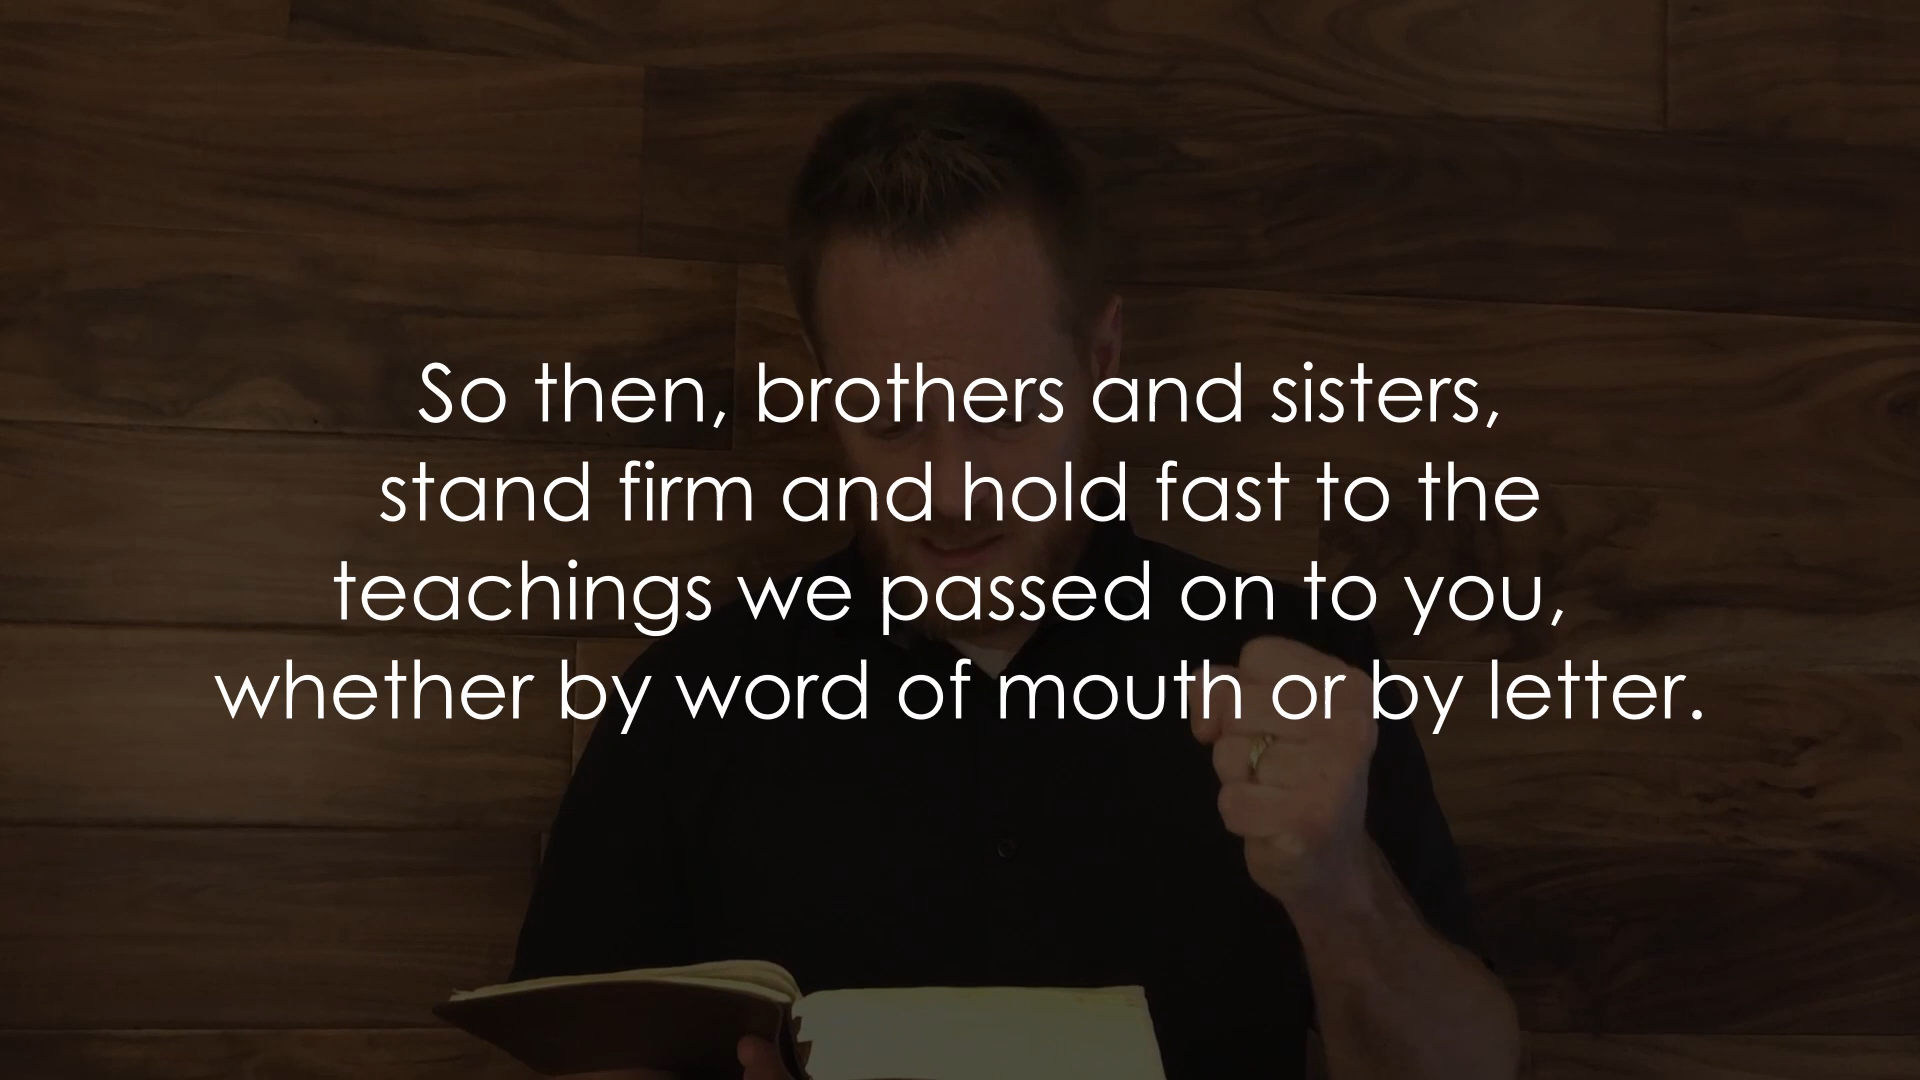 So then, brothers and sisters,
stand firm and hold fast to the
teachings we passed on to you,
whether by word of mouth or by letter.